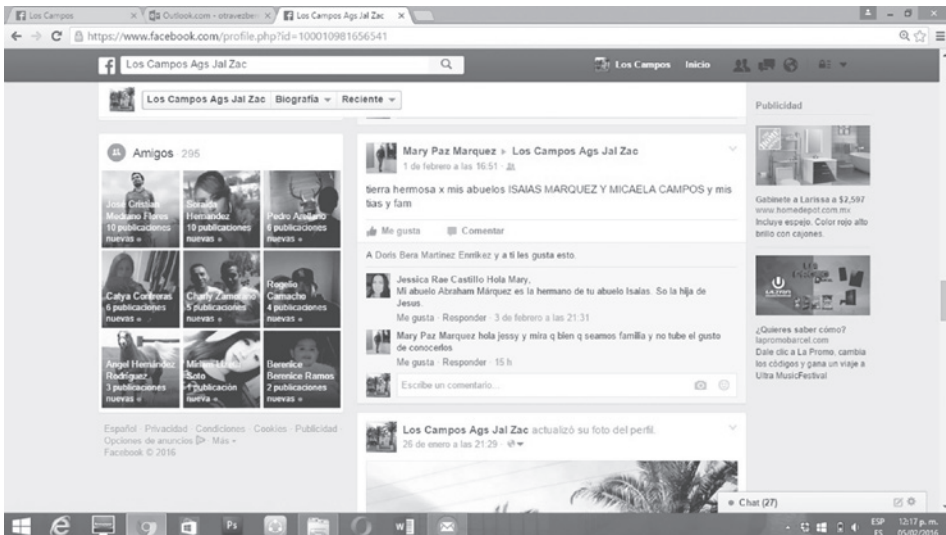 Los Campos
Outlook.com - otravezben
Los Campos Ags Jal Zac
https://www.facebook.com/profile.php?id=100010981656541
Los Campos Ags Jal Zac
Los Campos Inicio
Los Campos Ags Jal Zac Biografía Reciente
Amigos · 295
José Cristian
Medrano Flores
10 publicaciones
nuevas
Soraida
Hernandez
10 publicaciones
nuevas
Pedro Arellano
6 publicaciones
nuevas
Catya Contreras
6 publicaciones
nuevas
Charly Zamorano
5 publicaciones
nuevas
Rogelio
Camacho
4 publicaciones
nuevas
Angel Hernández
Rodríguez
3 publicaciones
nuevas
Soto
1 publicación
nueva
Berenice
Berenice Ramos
2 publicaciones
nuevas
Español · Privacidad · Condiciones · Cookies · Publicidad ·
Opciones de anuncios · Más
Facebook © 2016
Mary Paz Marquez ▸ Los Campos Ags Jal Zac
1 de febrero a las 16:51 ·
tierra hermosa x mis abuelos ISAIAS MARQUEZ Y MICAELA CAMPOS y mis
tias y fam
Me gusta Comentar
A Doris Bera Martinez Enrrikez y a ti les gusta esto.
Jessica Rae Castillo Hola Mary,
Mi abuelo Abraham Márquez es la hermano de tu abuelo Isaías. So la hija de
Jesus.
Me gusta · Responder · 3 de febrero a las 21:31
Mary Paz Marquez hola jessy y mira q bien q seamos familia y no tube el gusto
de conocerlos
Me gusta · Responder · 15 h
Escribe un comentario...
Los Campos Ags Jal Zac actualizó su foto del perfil.
26 de enero a las 21:29 ·
Publicidad
Gabinete a Larissa a $2,597
www.homedepot.com.mx
Incluye espejo. Color rojo alto
brillo con cajones.
ULTRA
¿Quieres saber cómo?
lapromobarcel.com
Dale clic a La Promo, cambia
los códigos y gana un viaje a
Ultra MusicFestival
Chat (27)
Ps
ESP
ES
12:17 p. m.
05/02/2016